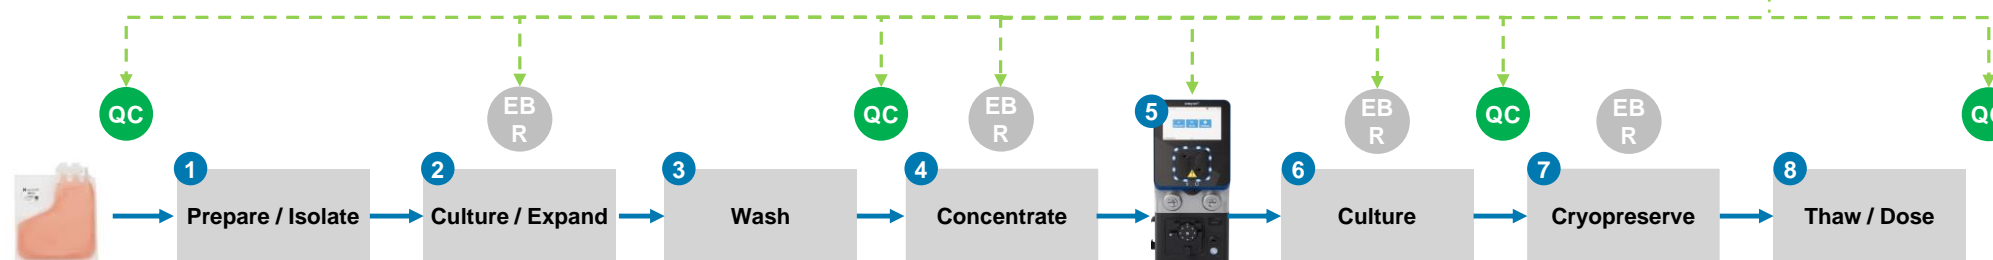 QC
EB
R
QC
EB
R
EB
R
QC
EB
R
QC
1
Prepare / Isolate
2
Culture / Expand
3
Wash
4
Concentrate
5
6
Culture
7
Cryopreserve
8
Thaw / Dose